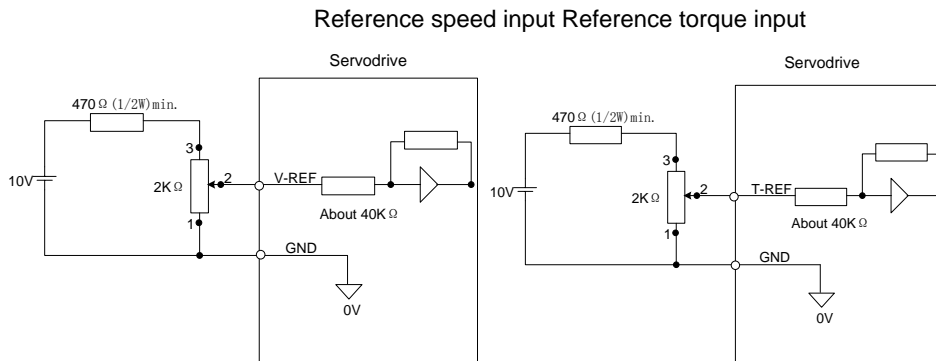 Reference speed input Reference torque input
Servodrive
470Ω(1/2W)min.
3
10V
2KΩ
2
V-REF
About 40KΩ
1
GND
0V
Servodrive
470Ω(1/2W)min.
3
10V
2KΩ
2
T-REF
About 40KΩ
1
GND
0V